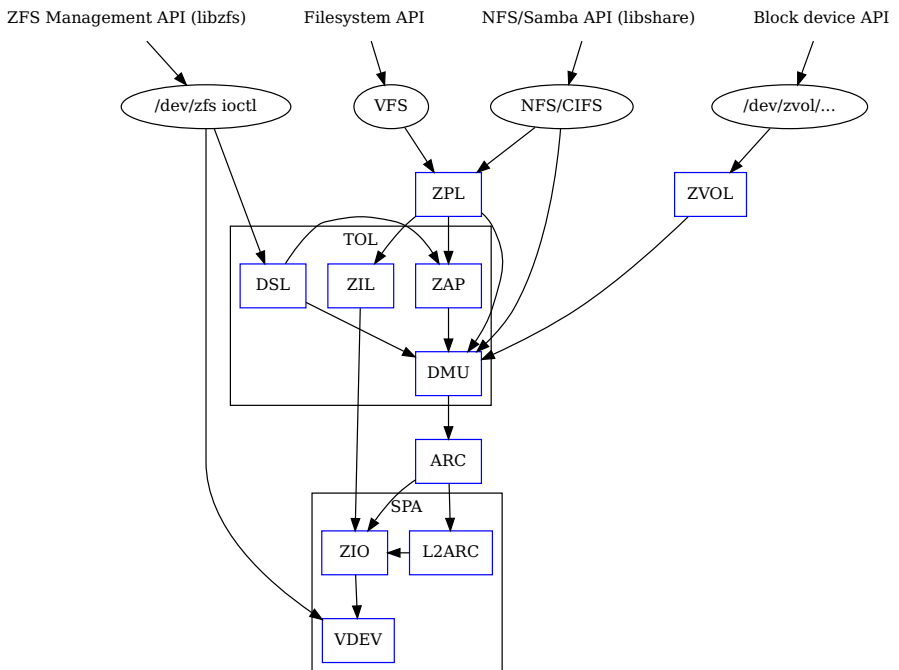 ZFS Management API (libzfs)
Filesystem API
NFS/Samba API (libshare)
Block device API
/dev/zfs ioctl
VFS
NFS/CIFS
/dev/zvol/...
ZPL
ZVOL
TOL
DSL
ZIL
ZAP
DMU
ARC
SPA
ZIO
L2ARC
VDEV